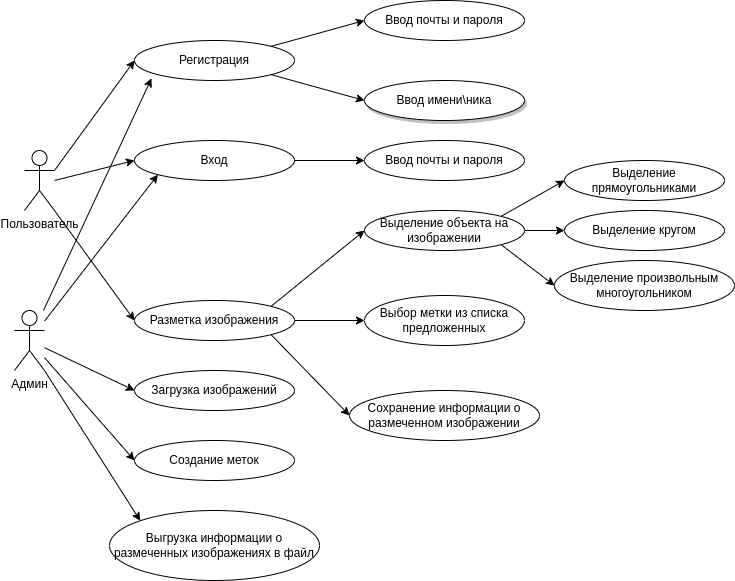 Ввод почты и пароля
Регистрация
Ввод имени\ника
Вход
Ввод почты и пароля
Выделение
прямоугольниками
Пользователь
Выделение объекта на
изображении
Выделение кругом
Выделение произвольным
многоугольником
Разметка изображения
Выбор метки из списка
предложенных
Админ
Загрузка изображений
Сохранение информации о
размеченном изображении
Создание меток
Выгрузка информации о
размеченных изображениях в файл